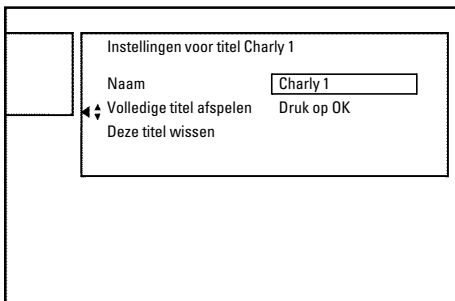 Instellingen voor titel Charly 1
Naam Charly 1
Volledige titel afspelen Druk op OK
Deze titel wissen